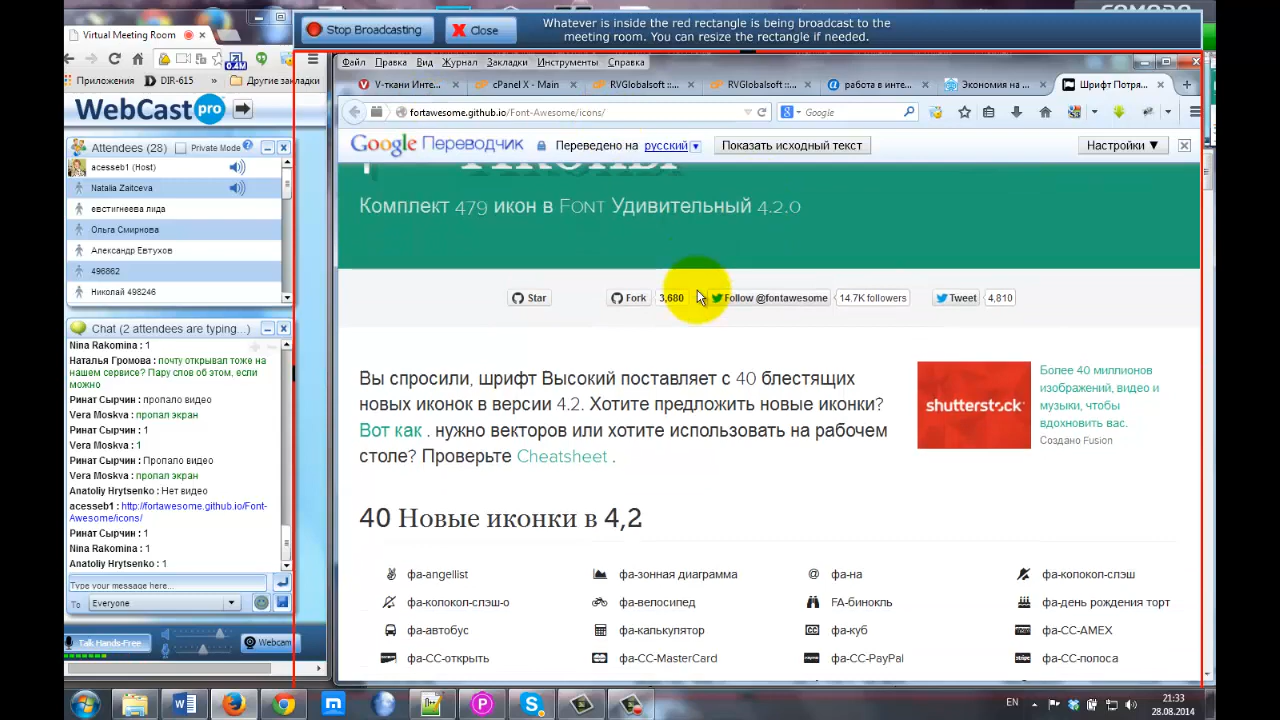 Stop Broadcasting
Close
Whatever is inside the red rectangle is being broadcast to the
meeting room. You can resize the rectangle if needed.
Virtual Meeting Room
Приложения
DIR-615
»
Другие закладки
WebCast pro
Attendees (28)
Private Mode
acesseb1 (Host)
Natalia Zaitceva
евстигнеева лида
Ольга Смирнова
Александр Евтухов
496862
Николай 498246
Chat (2 attendees are typing...)
Nina Rakomina : 1
Наталья Громова : почту открывал тоже на
нашем сервисе? Пару слов об этом, если
можно
Ринат Сырчин : пропало видео
Vera Moskva : пропал экран
Ринат Сырчин : 1
Vera Moskva : 1
Ринат Сырчин : Пропало видео
Vera Moskva : пропал экран
Anatoliy Hrytsenko : Нет видео
acesseb1 : http://fortawesome.github.io/Font-
Awesome/icons/
Ринат Сырчин : 1
Nina Rakomina : 1
Anatoliy Hrytsenko : 1
Type your message here...
To
Everyone
Talk Hands-Free
Webcam
Файл Правка Вид Журнал Закладки Инструменты Справка
V-ткани Инте...
cPanel X - Main
RVGlobalsoft ::...
RVGlobalsoft ::...
работа в инте...
Экономия на ...
Шрифт Потря...
fortawesome.github.io/Font-Awesome/icons/
Google
Google Переводчик
Переведено на русский
Показать исходный текст
Настройки ▼
Комплект 479 икон в Font Удивительный 4.2.0
Star
Fork 3,680
Follow @fontawesome 14.7K followers
Tweet 4,810
Вы спросили, шрифт Высокий поставляет с 40 блестящих
новых иконок в версии 4.2. Хотите предложить новые иконки?
Вот как . нужно векторов или хотите использовать на рабочем
столе? Проверьте Cheatsheet .
shutterstock
Более 40 миллионов
изображений, видео и
музыки, чтобы
вдохновить вас.
Создано Fusion
40 Новые иконки в 4,2
фа-angellist
фа-зонная диаграмма
фа-на
фа-колокол-слэш
фа-колокол-слэш-о
фа-велосипед
FA-бинокль
фа-день рождения торт
фа-автобус
фа-калькулятор
фа-куб
фа-CC-AMEX
фа-CC-открыть
фа-CC-MasterCard
фа-CC-PayPal
фа-CC-полоса
EN
21:33
28.08.2014